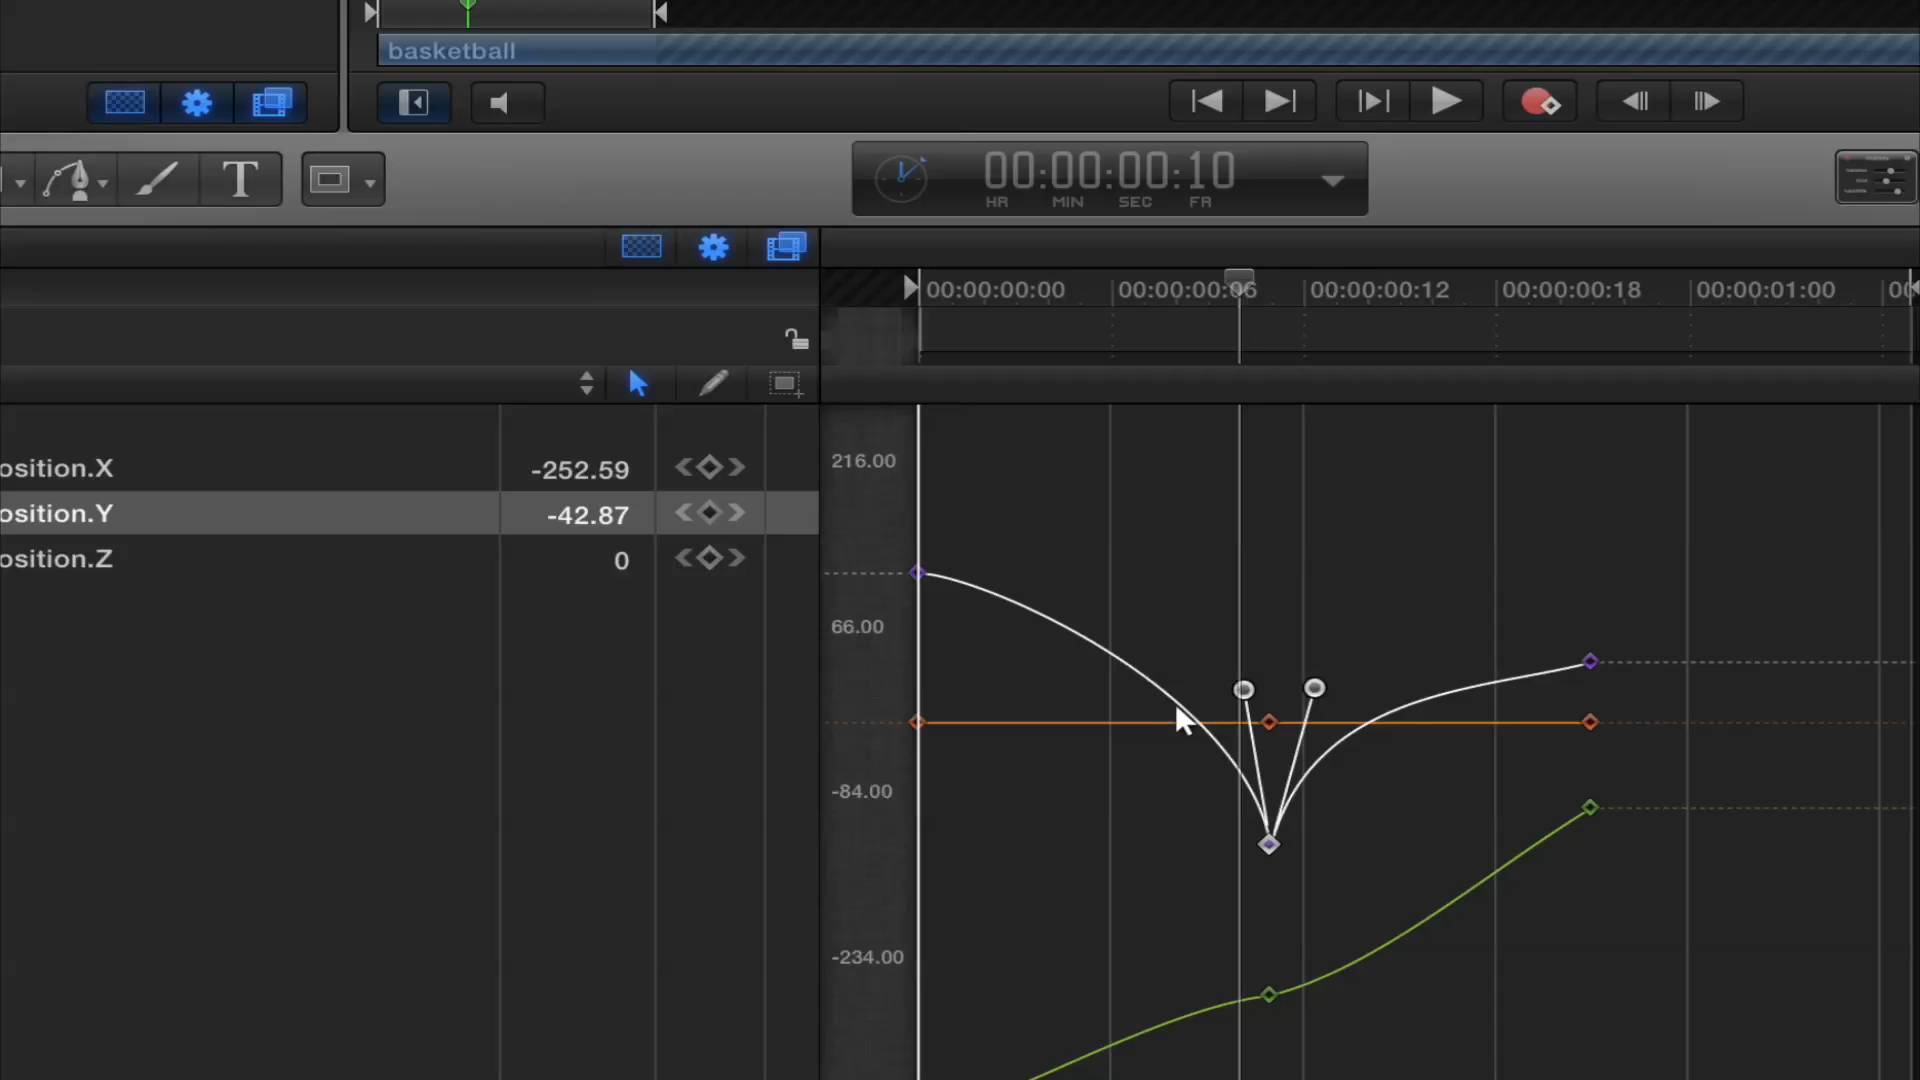 basketball
T
00:00:00:10
HR MIN SEC FR
00:00:00:00 00:00:00:06 00:00:00:12 00:00:00:18 00:00:01:00 00
216.00
osition.X -252.59
osition.Y -42.87
osition.Z 0
66.00
-84.00
-234.00